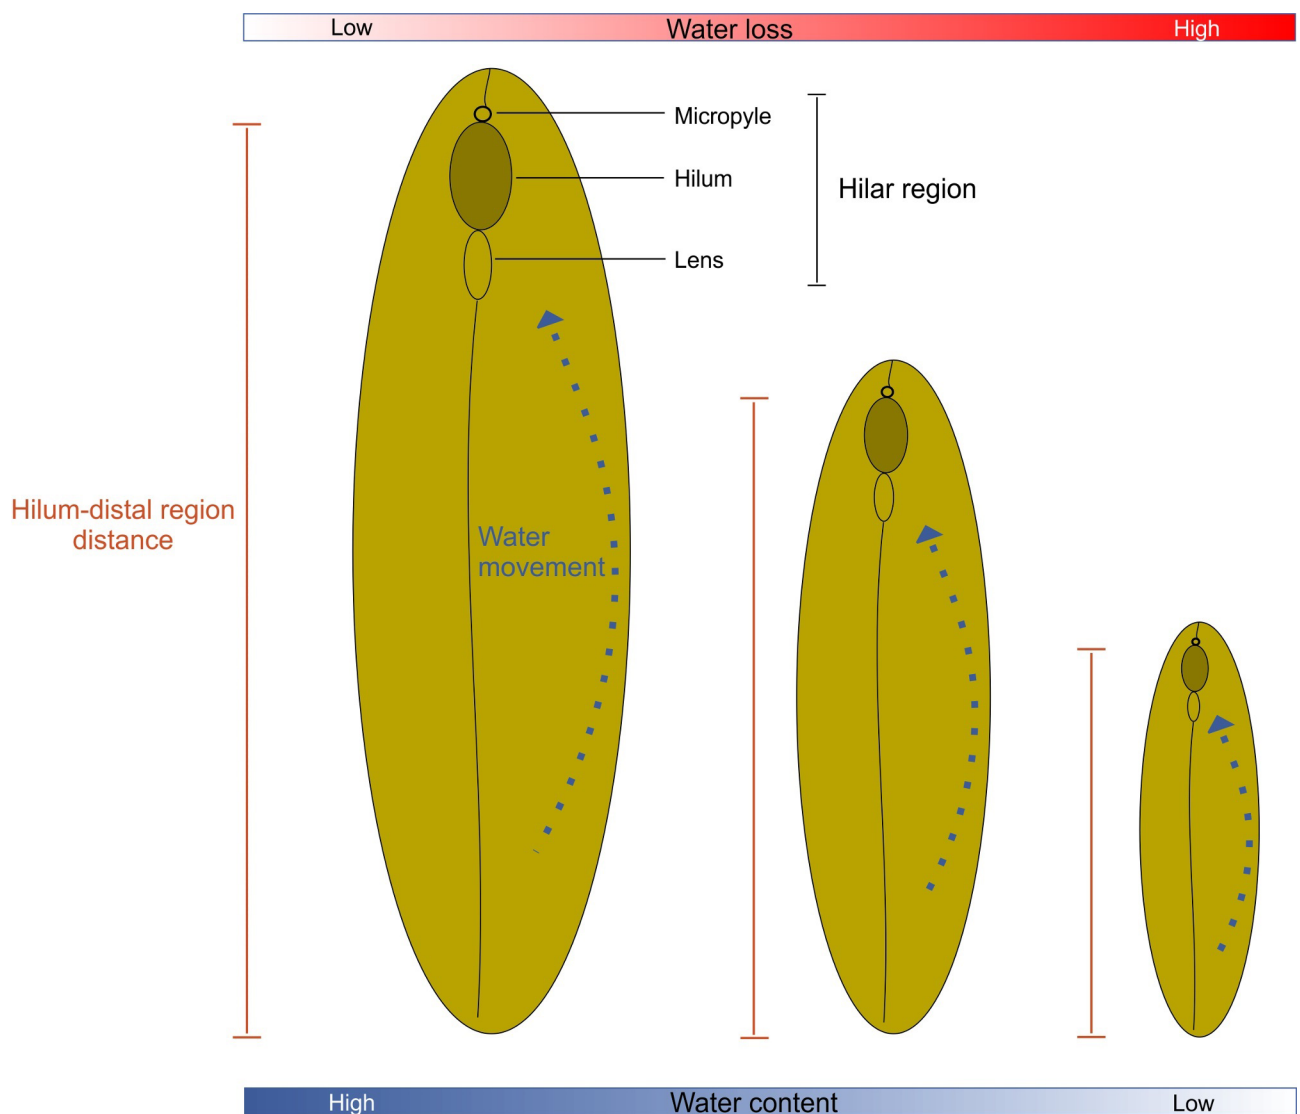 Low Water loss High
Micropyle
Hilum
Hilar region
Lens
Hilum-distal region
distance
Water
movement
High Water content Low